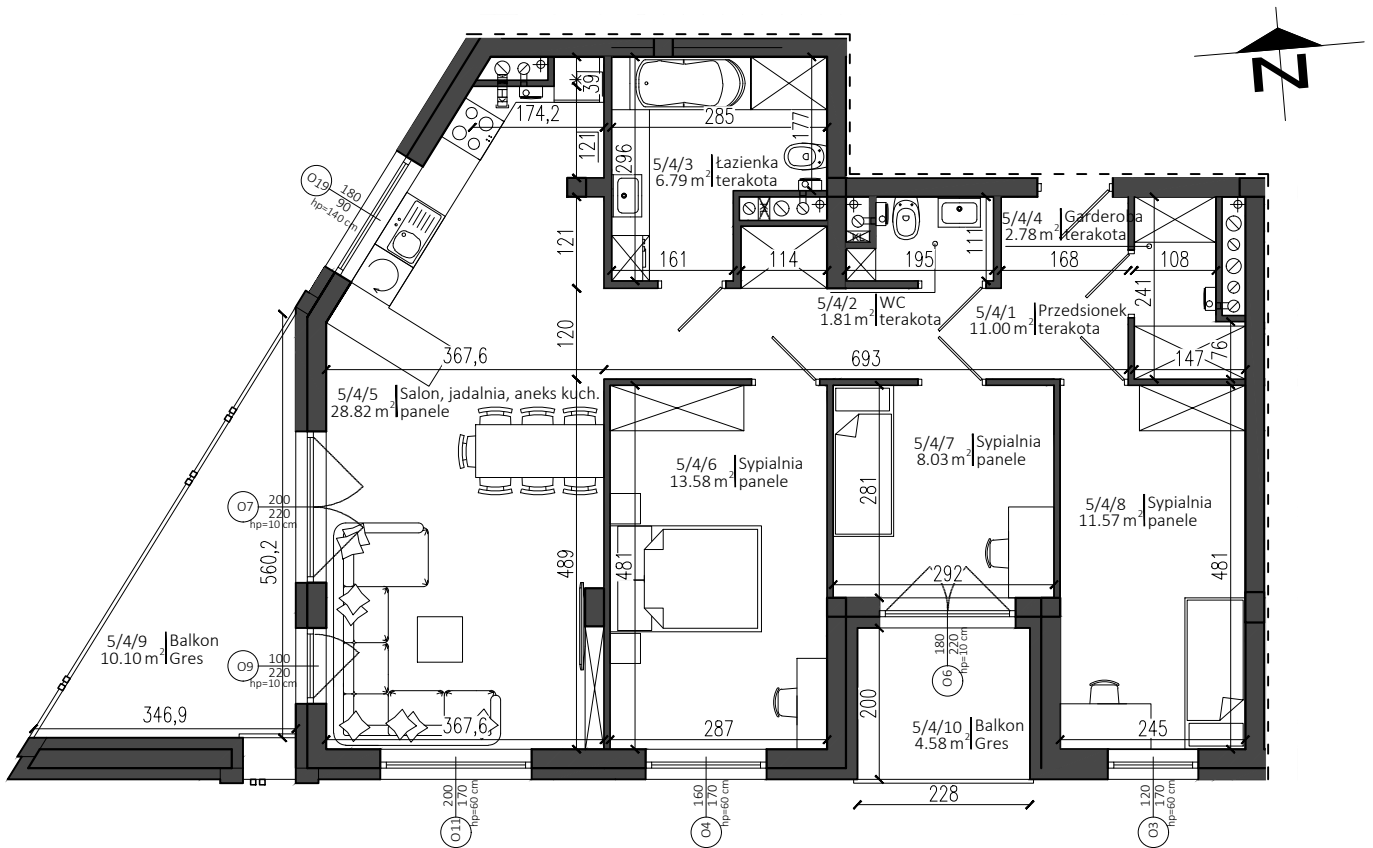 N
39
174,2
285
177
121
296
5/4/3 Łazienka
6.79 m² terakota
O19
180
90
hp=140 cm
121
161
114
195
111
5/4/4 Garderoba
2.78 m² terakota
168
108
241
5/4/2 WC
1.81 m² terakota
5/4/1 Przedsionek
11.00 m² terakota
120
367,6
693
147
76
5/4/5 Salon, jadalnia, aneks kuch.
28.82 m² panele
5/4/6 Sypialnia
13.58 m² panele
5/4/7 Sypialnia
8.03 m² panele
5/4/8 Sypialnia
11.57 m² panele
281
O7
200
220
hp=10 cm
560,2
489
481
292
481
5/4/9 Balkon
10.10 m² Gres
O9
100
220
hp=10 cm
180
220
hp=10 cm
O6
346,9
367,6
287
200
5/4/10 Balkon
4.58 m² Gres
245
228
200
170
hp=60 cm
O11
160
170
hp=60 cm
O4
120
170
hp=60 cm
O3